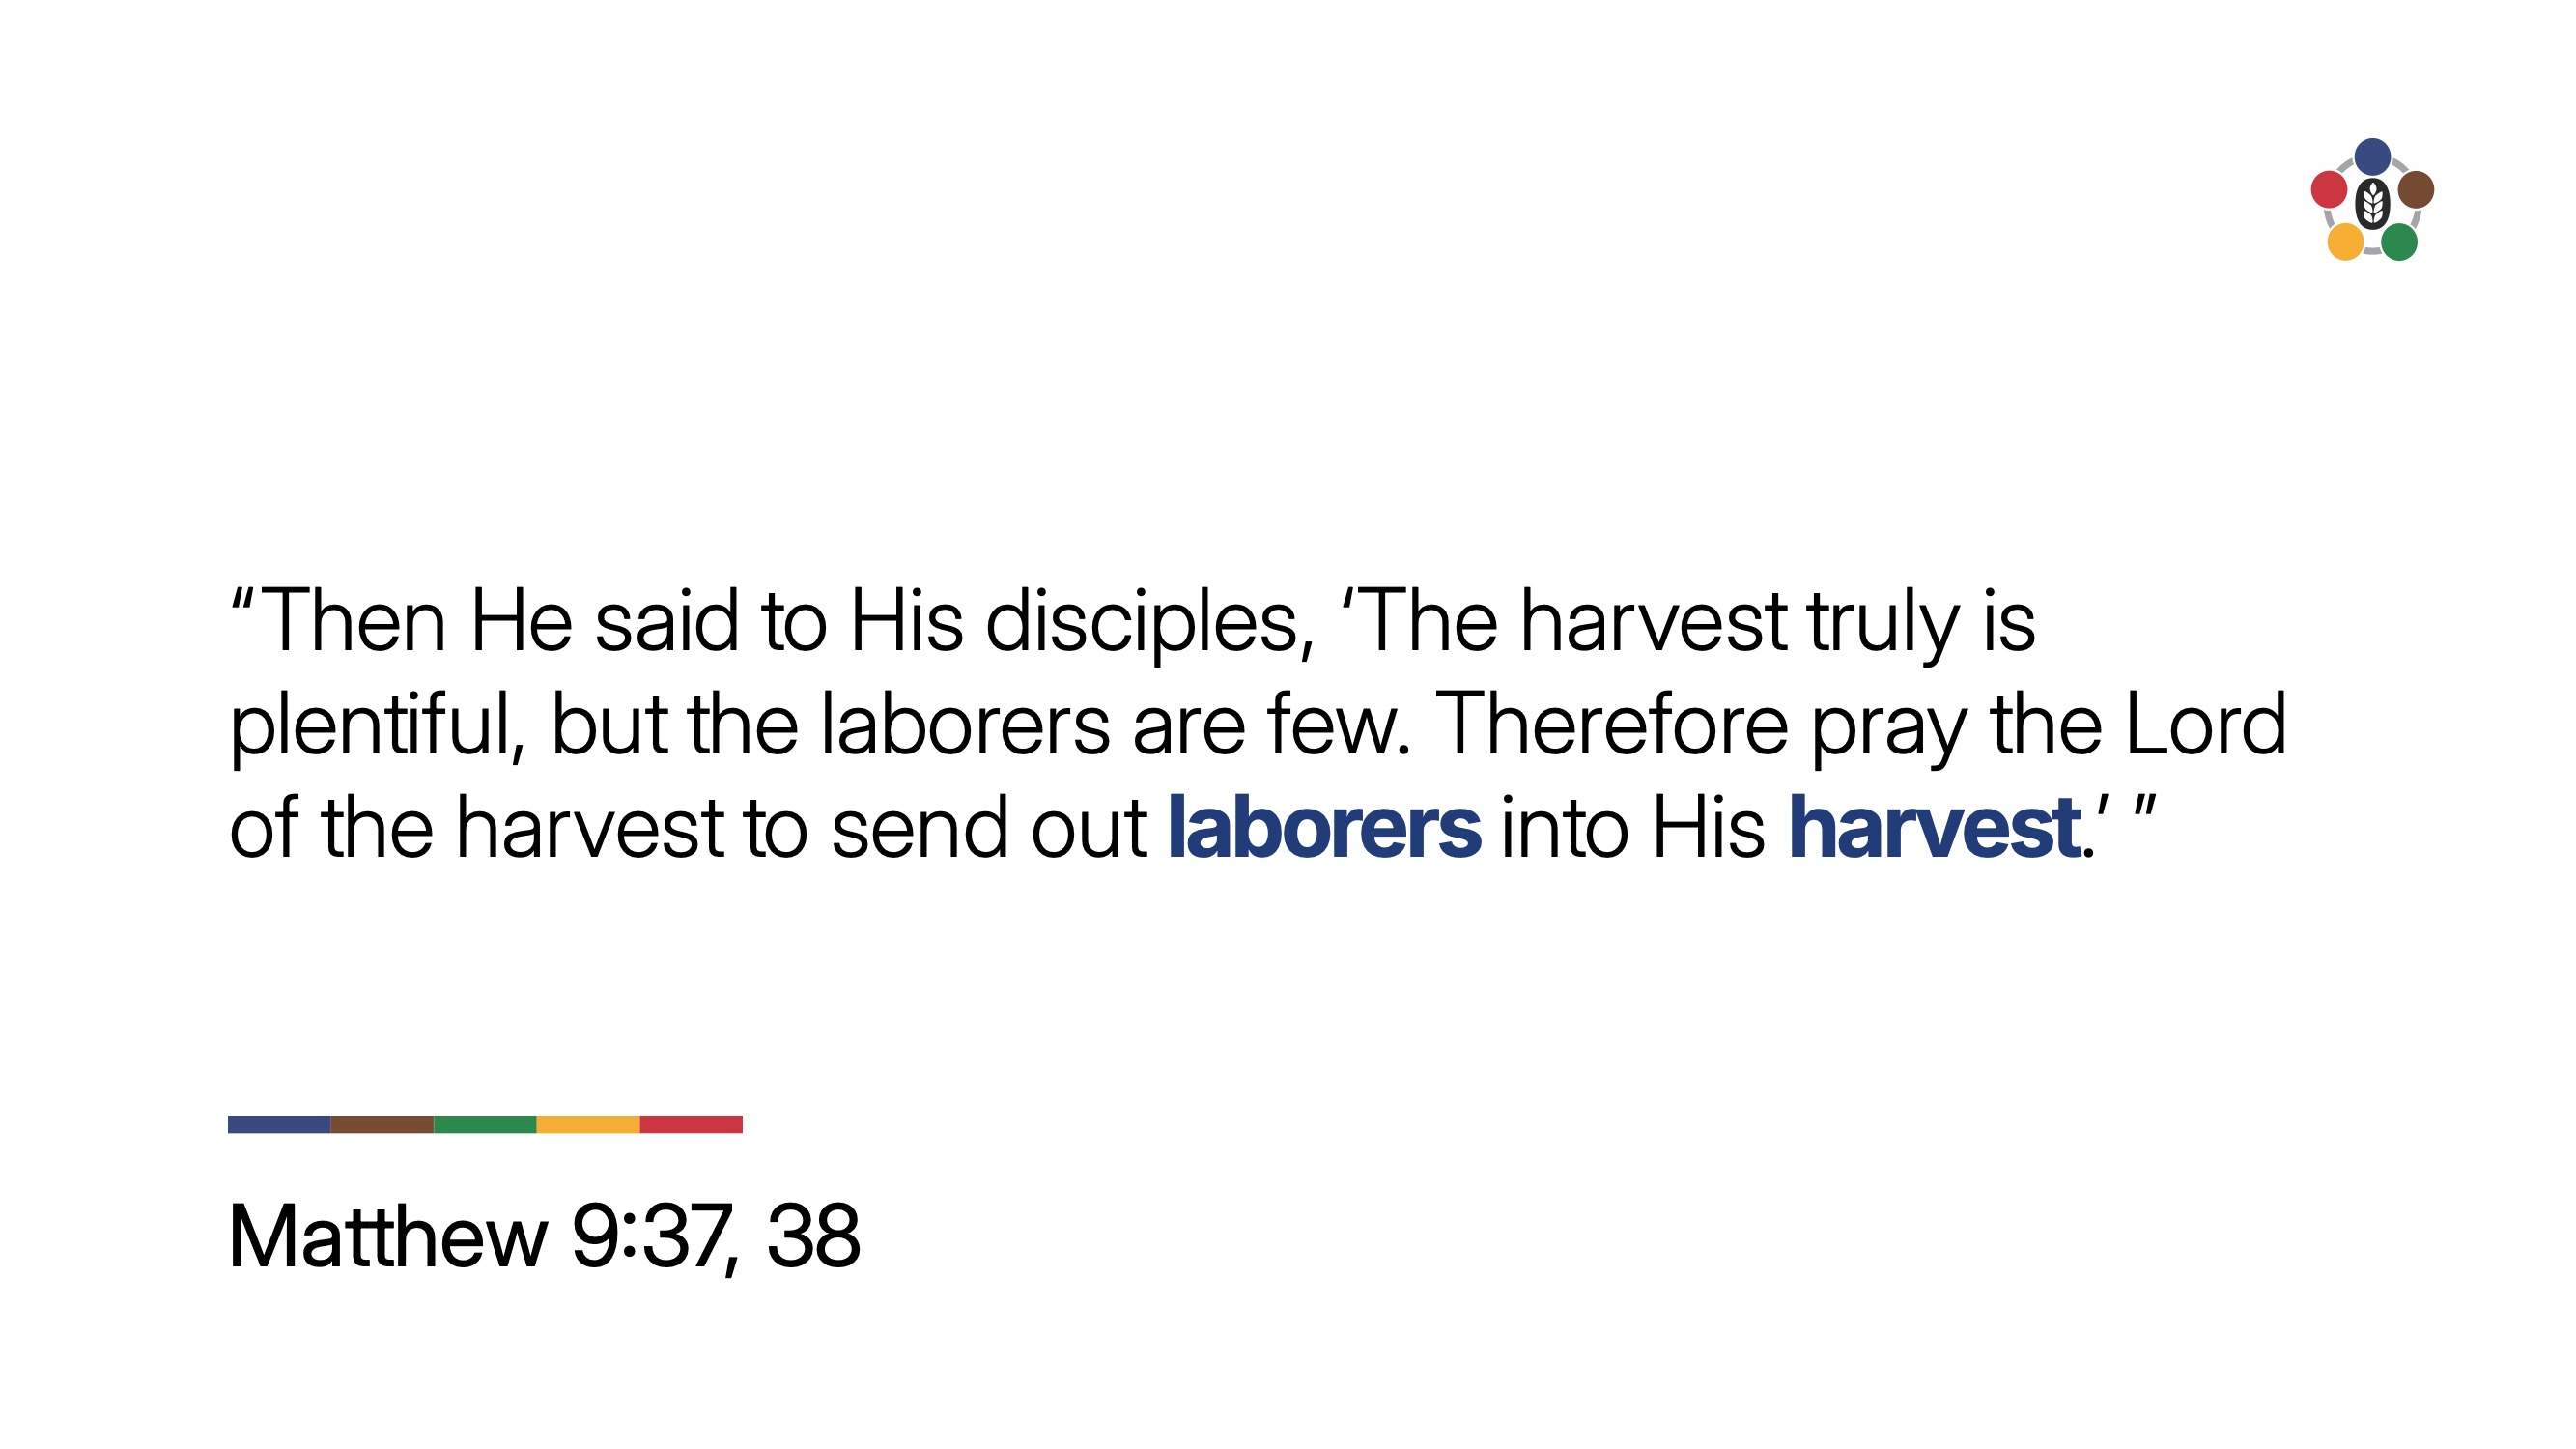 “Then He said to His disciples, ‘The harvest truly is
plentiful, but the laborers are few. Therefore pray the Lord
of the harvest to send out laborers into His harvest.’ ”
Matthew 9:37, 38